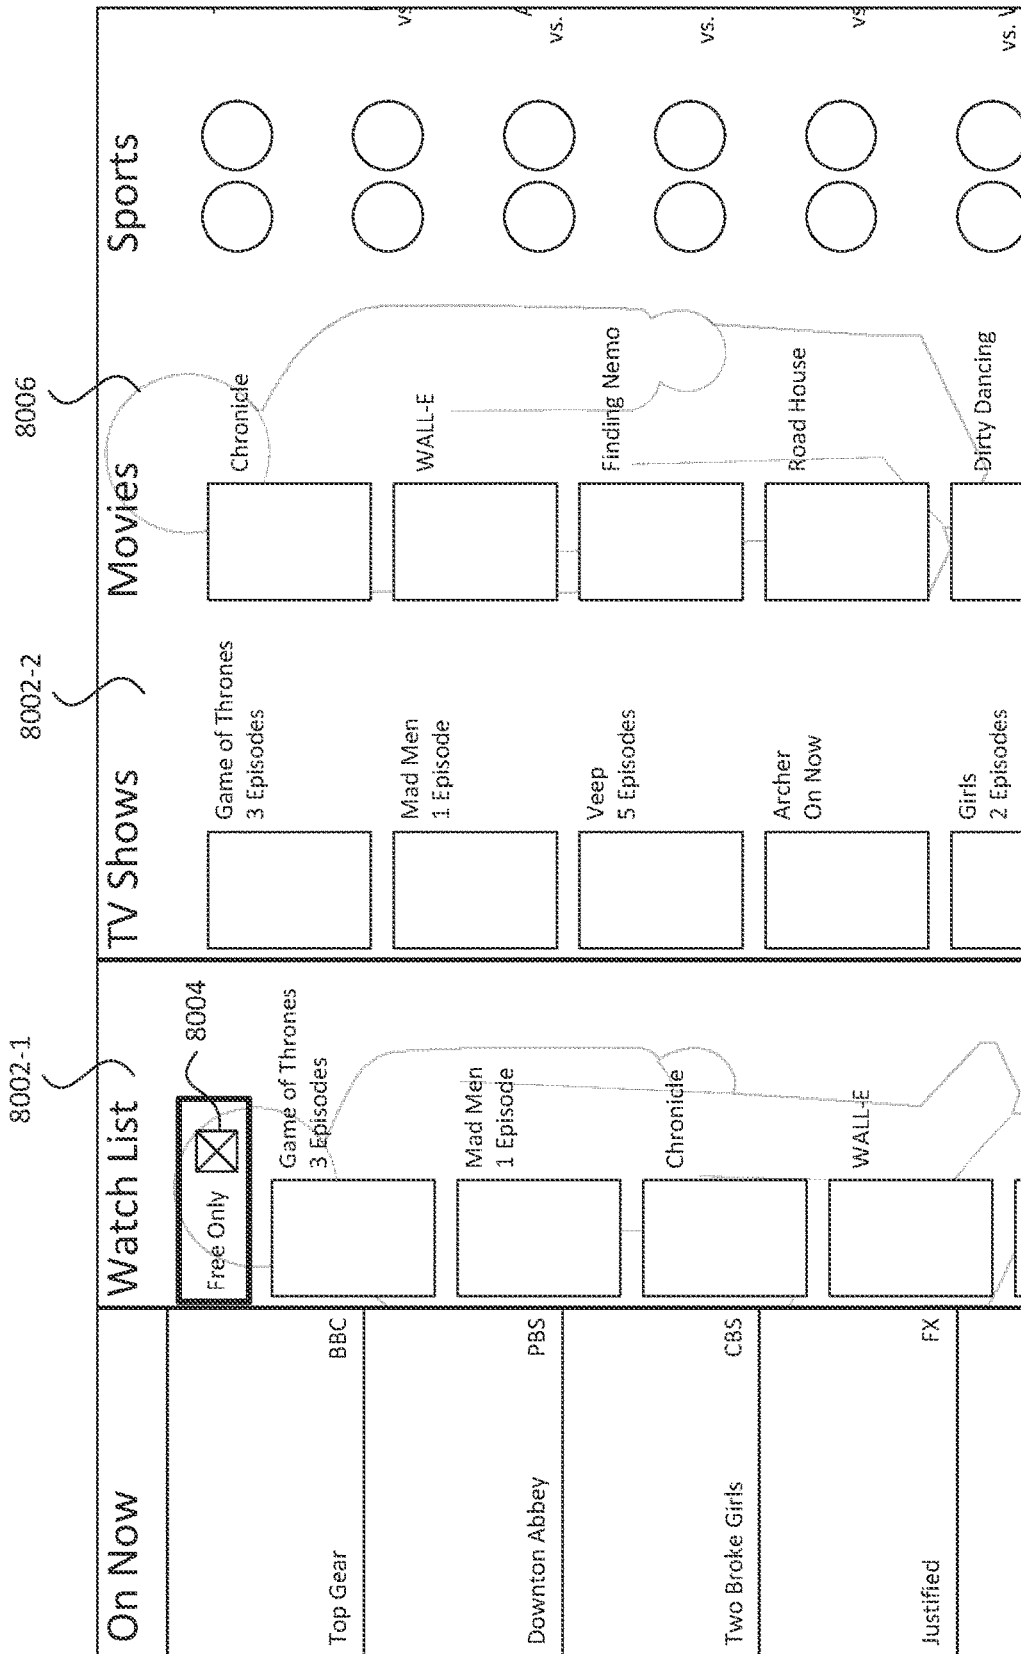 8002-1
8002-2
8006
On Now
Top Gear
BBC
Downton Abbey
PBS
Two Broke Girls
CBS
Justified
FX
Watch List
Free Only
8004
Game of Thrones
3 Episodes
Mad Men
1 Episode
Chronicle
WALL-E
TV Shows
Game of Thrones
3 Episodes
Mad Men
1 Episode
Veep
5 Episodes
Archer
On Now
Girls
2 Episodes
Movies
Chronicle
WALL-E
Finding Nemo
Road House
Dirty Dancing
Sports
vs.
vs.
vs.